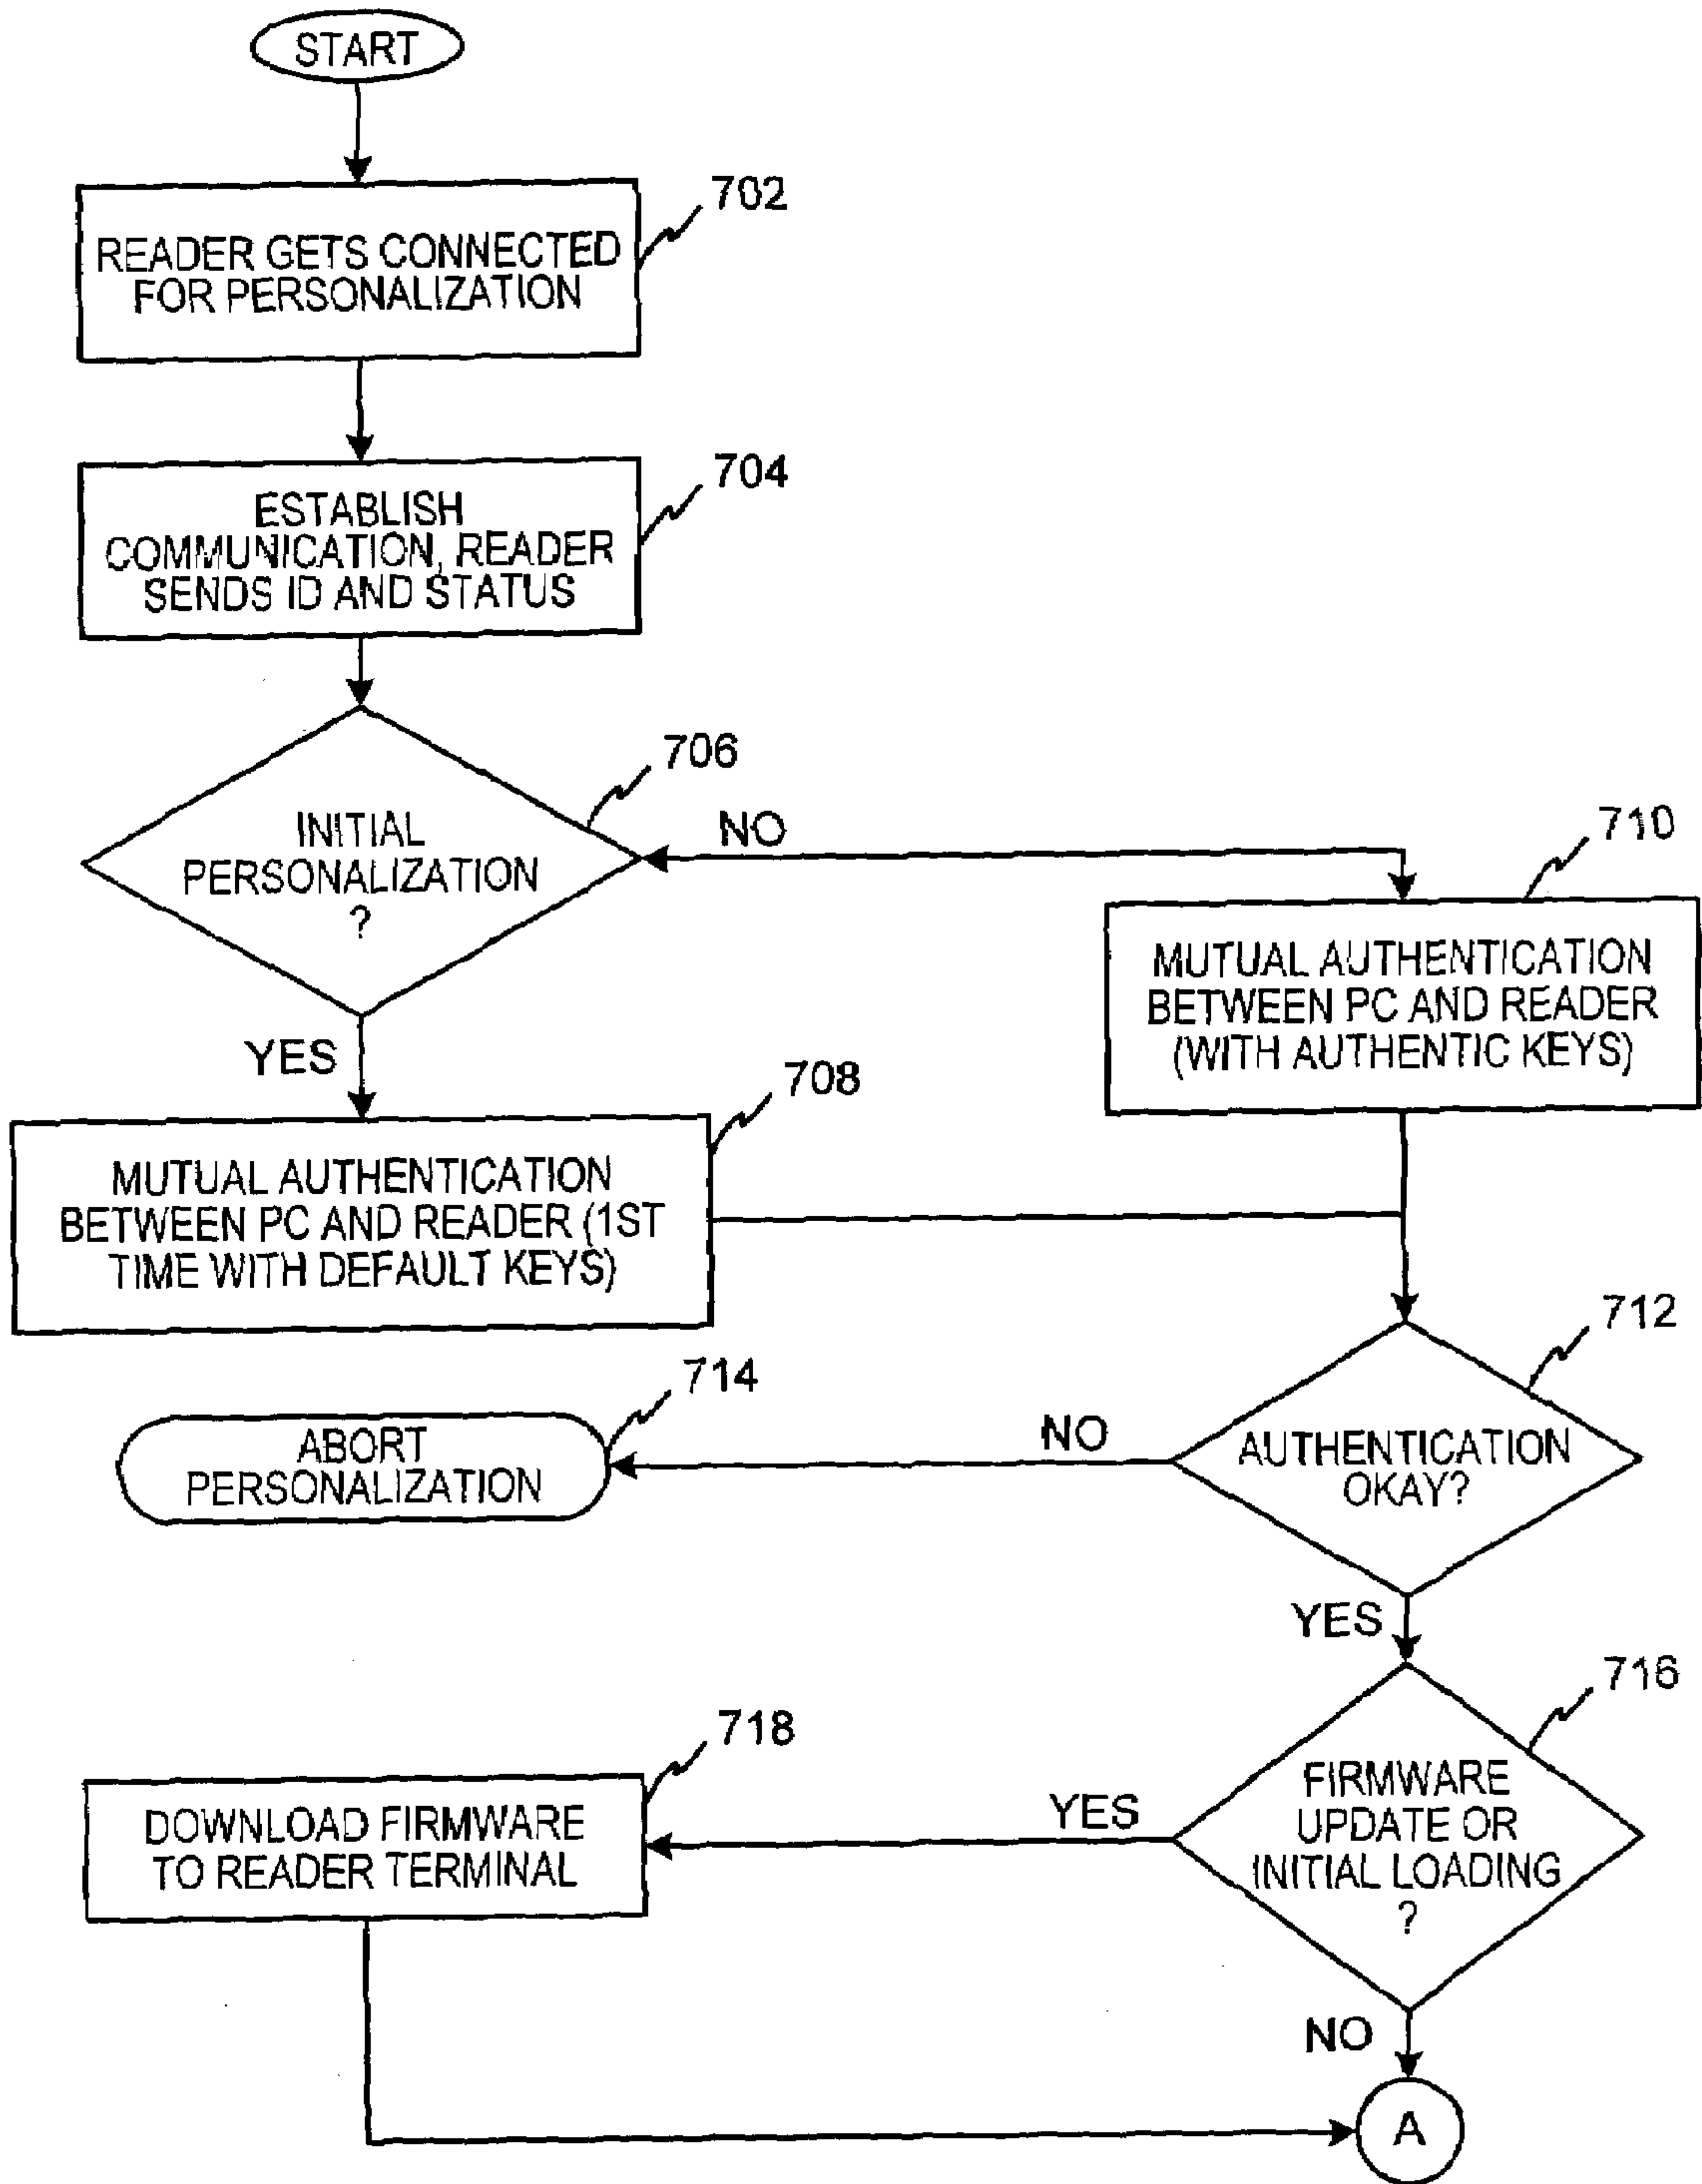 START
702
READER GETS CONNECTED
FOR PERSONALIZATION
704
ESTABLISH
COMMUNICATION, READER
SENDS ID AND STATUS
706
INITIAL
PERSONALIZATION
?
NO
710
MUTUAL AUTHENTICATION
BETWEEN PC AND READER
(WITH AUTHENTIC KEYS)
YES
708
MUTUAL AUTHENTICATION
BETWEEN PC AND READER (1ST
TIME WITH DEFAULT KEYS)
712
AUTHENTICATION
OKAY?
NO
714
ABORT
PERSONALIZATION
YES
716
FIRMWARE
UPDATE OR
INITIAL LOADING
?
YES
718
DOWNLOAD FIRMWARE
TO READER TERMINAL
NO
A